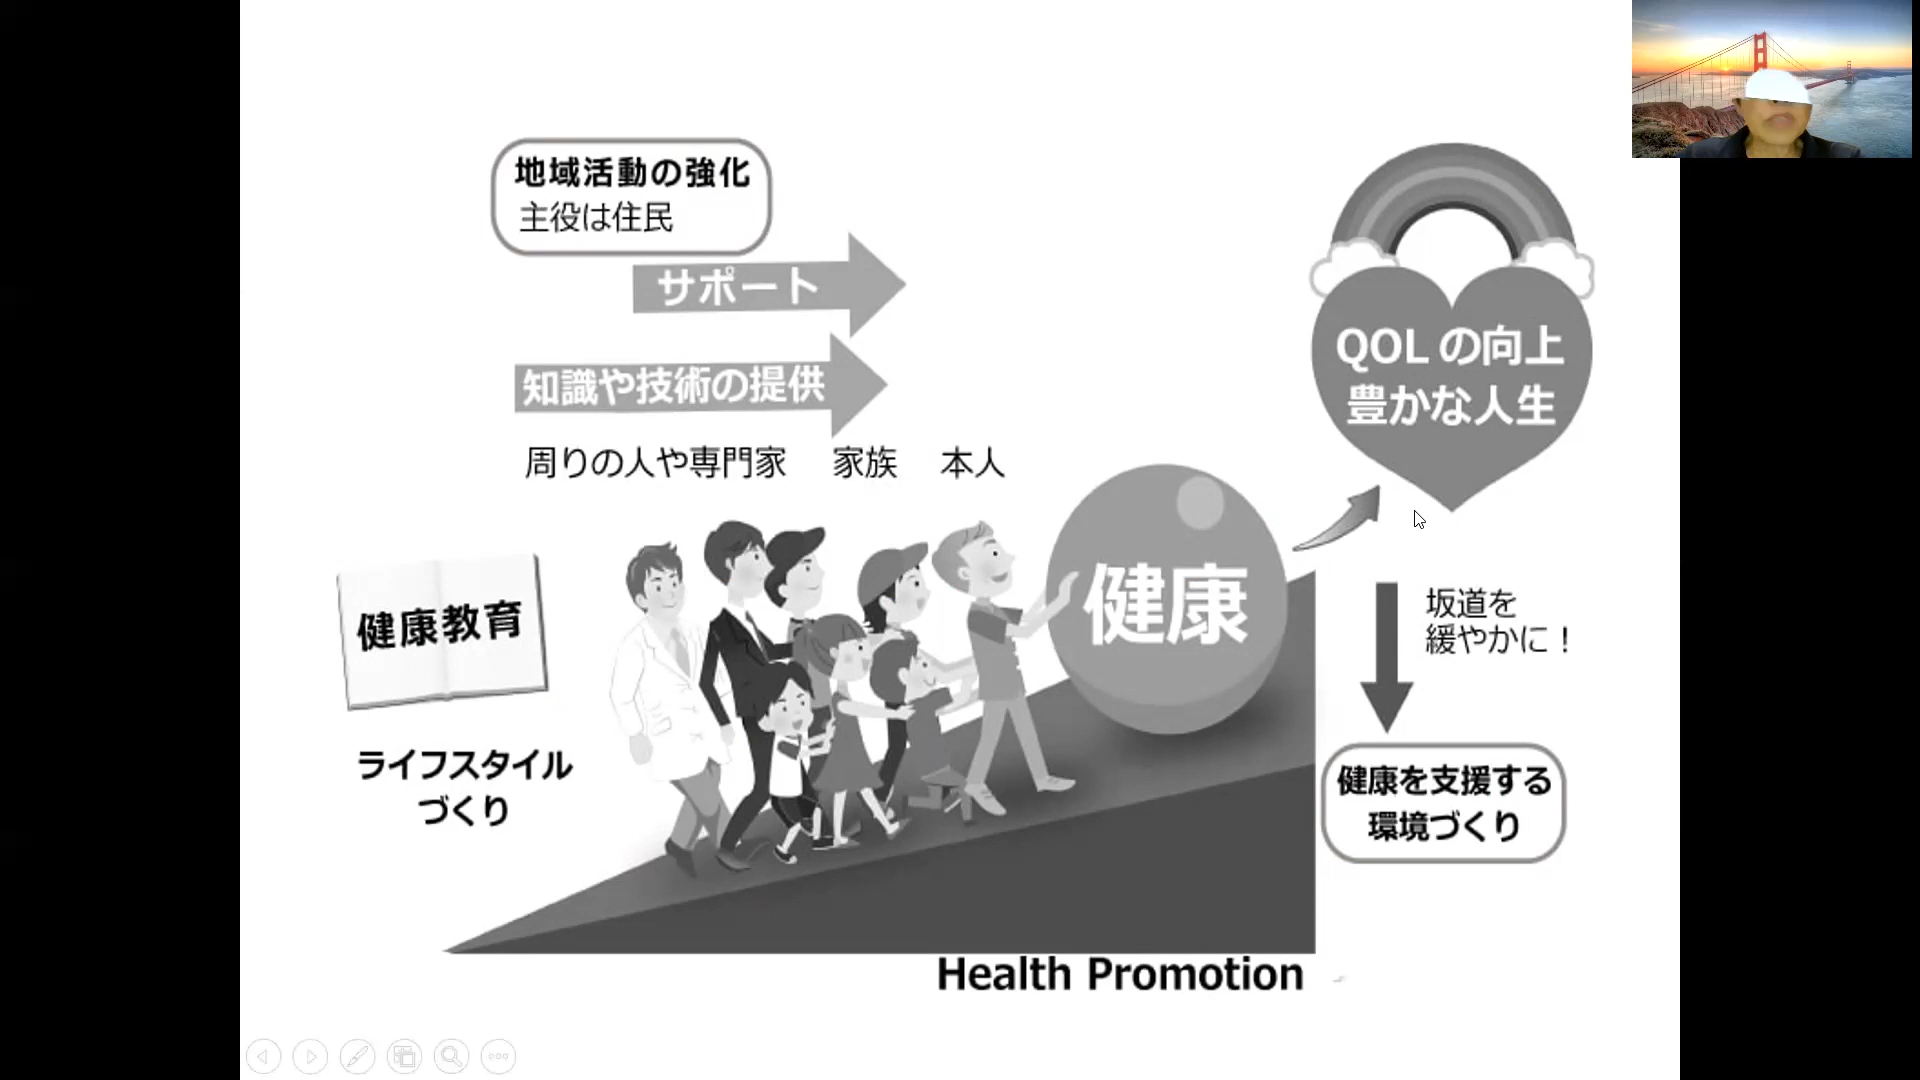 地域活動の強化
主役は住民
サポート
知識や技術の提供
周りの人や専門家 家族 本人
健康教育
ライフスタイル
づくり
健康
QOLの向上
豊かな人生
坂道を
緩やかに！
健康を支援する
環境づくり
Health Promotion